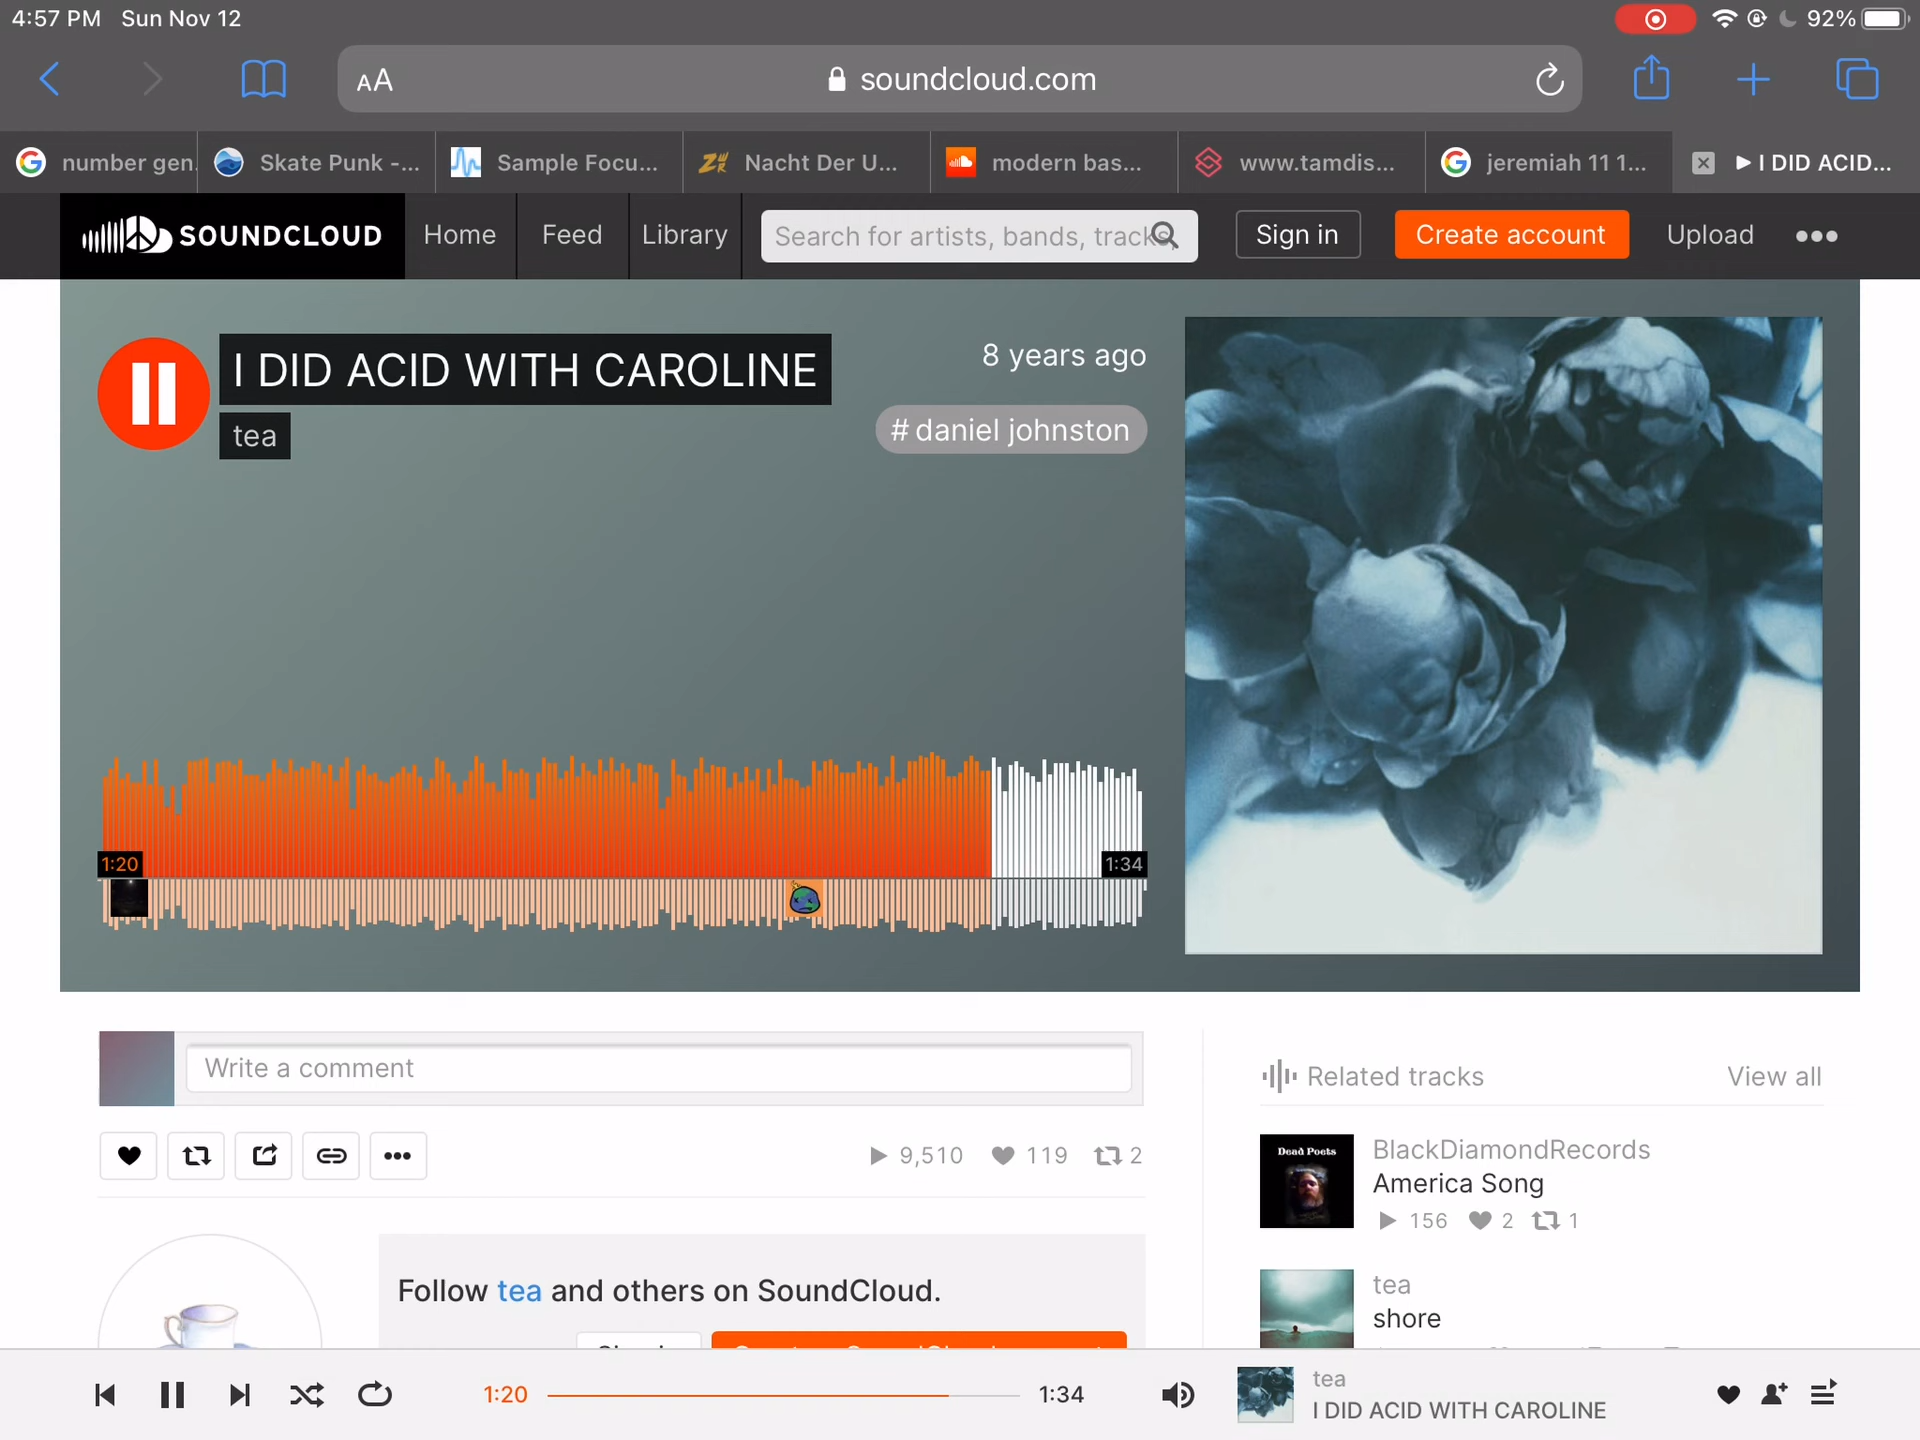 4:57 PM Sun Nov 12
92%
AA soundcloud.com
number gen. Skate Punk -... Sample Focu... Nacht Der U... modern bas... www.tamdis... jeremiah 11 1... I DID ACID...
SOUNDCLOUD Home Feed Library Search for artists, bands, tracks Sign in Create account Upload
I DID ACID WITH CAROLINE
8 years ago
tea
# daniel johnston
1:20
1:34
Write a comment
9,510 119 2
Follow tea and others on SoundCloud.
Related tracks View all
Dead Poets
BlackDiamondRecords
America Song
156 2 1
tea
shore
1:20 1:34
tea
I DID ACID WITH CAROLINE